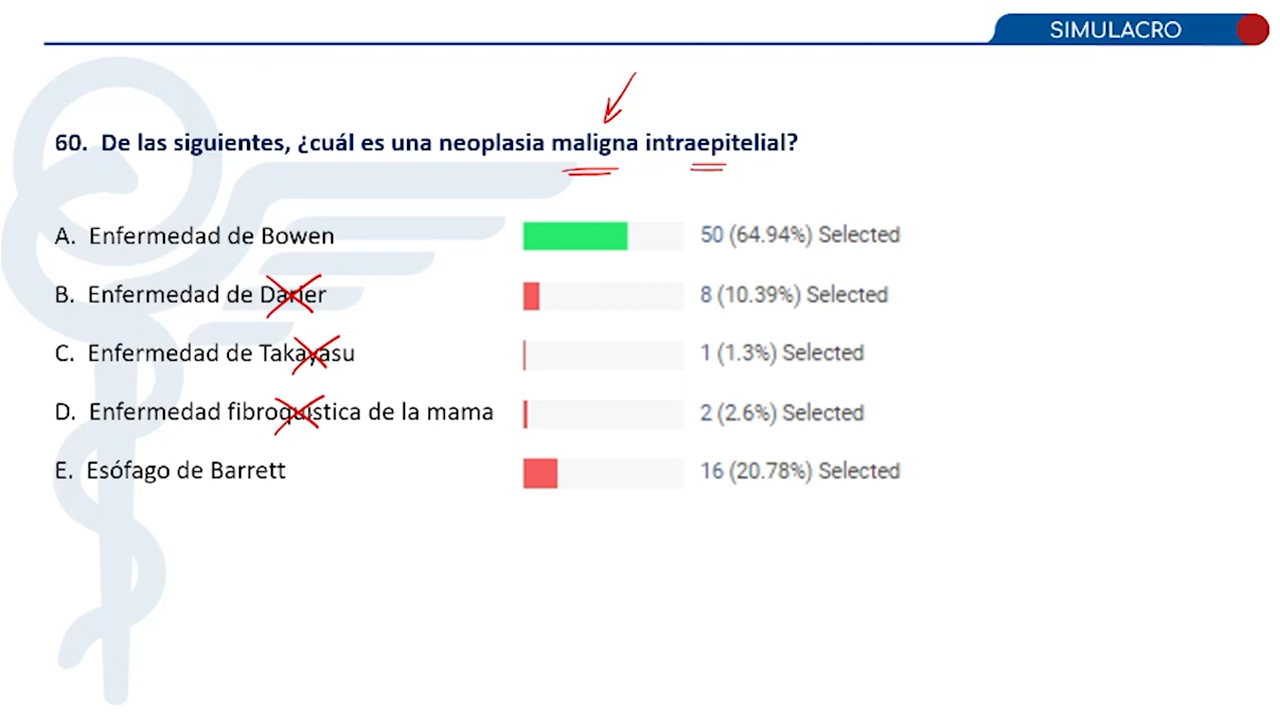 SIMULACRO
60. De las siguientes, ¿cuál es una neoplasia maligna intraepitelial?
A. Enfermedad de Bowen 50 (64.94%) Selected
B. Enfermedad de Darier 8 (10.39%) Selected
C. Enfermedad de Takayasu 1 (1.3%) Selected
D. Enfermedad fibroquística de la mama 2 (2.6%) Selected
E. Esófago de Barrett 16 (20.78%) Selected